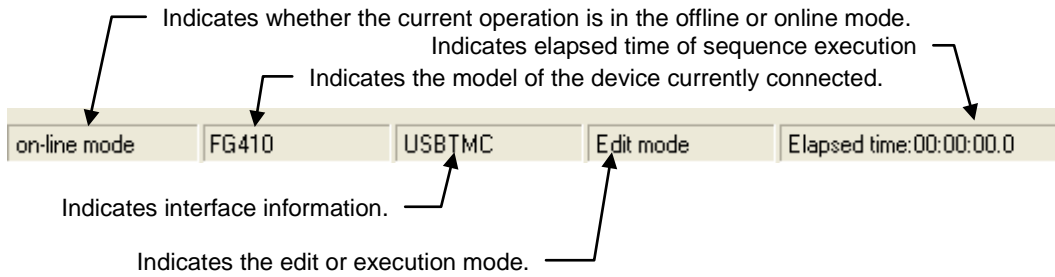 Indicates whether the current operation is in the offline or online mode.
Indicates elapsed time of sequence execution
Indicates the model of the device currently connected.
on-line mode FG410 USBTMC Edit mode Elapsed time:00:00:00.0
Indicates interface information.
Indicates the edit or execution mode.